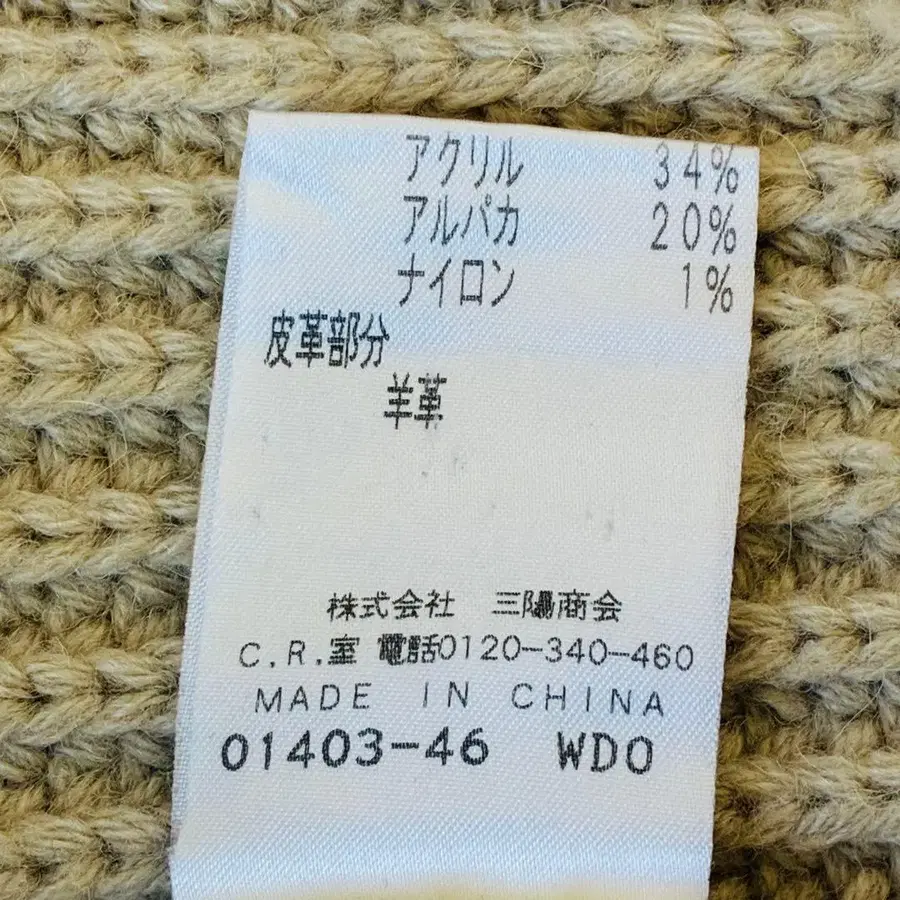 アクリル 34%
アルパカ 20%
ナイロン 1%
皮革部分
羊革
株式会社 三陽商会
C.R.室 電話0120-340-460
MADE IN CHINA
01403-46 WDO